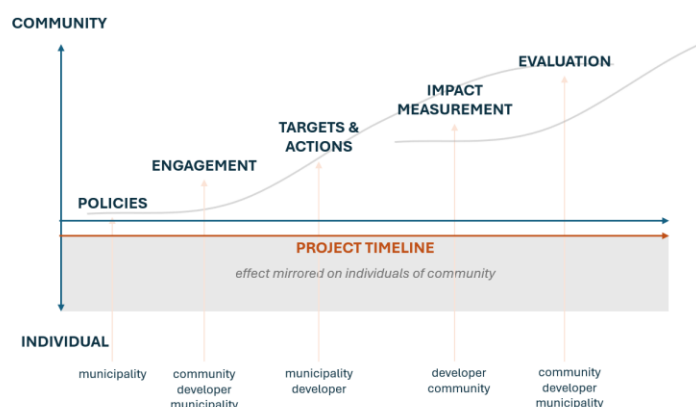 COMMUNITY
EVALUATION
IMPACT
MEASUREMENT
TARGETS &
ACTIONS
ENGAGEMENT
POLICIES
PROJECT TIMELINE
effect mirrored on individuals of community
INDIVIDUAL
municipality
community
developer
municipality
municipality
developer
developer
community
community
developer
municipality